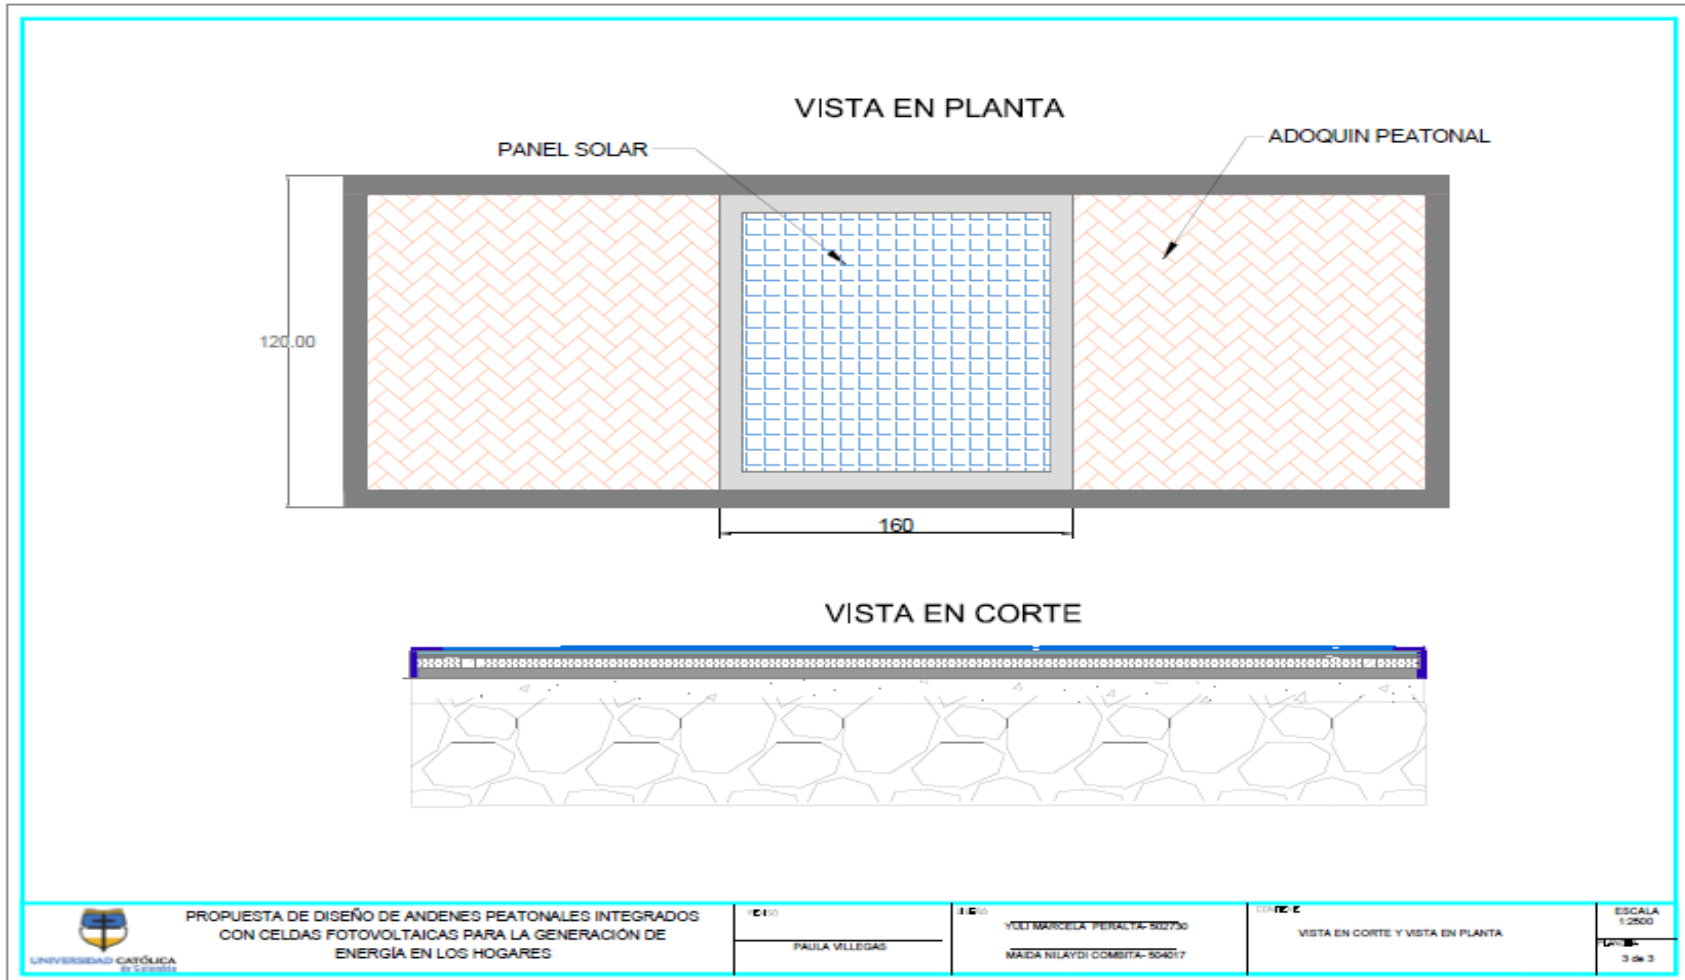 VISTA EN PLANTA
PANEL SOLAR
ADOQUIN PEATONAL
120.00
160
VISTA EN CORTE
UNIVERSIDAD CATÓLICA
de Colombia
PROPUESTA DE DISEÑO DE ANDENES PEATONALES INTEGRADOS
CON CELDAS FOTOVOLTAICAS PARA LA GENERACIÓN DE
ENERGÍA EN LOS HOGARES
PAULA VILLEGAS
YULI MARCELA PERALTA- 502730
MAIDA NILAYDI COMBITA- 504017
VISTA EN CORTE Y VISTA EN PLANTA
ESCALA
1:2500
3 de 3